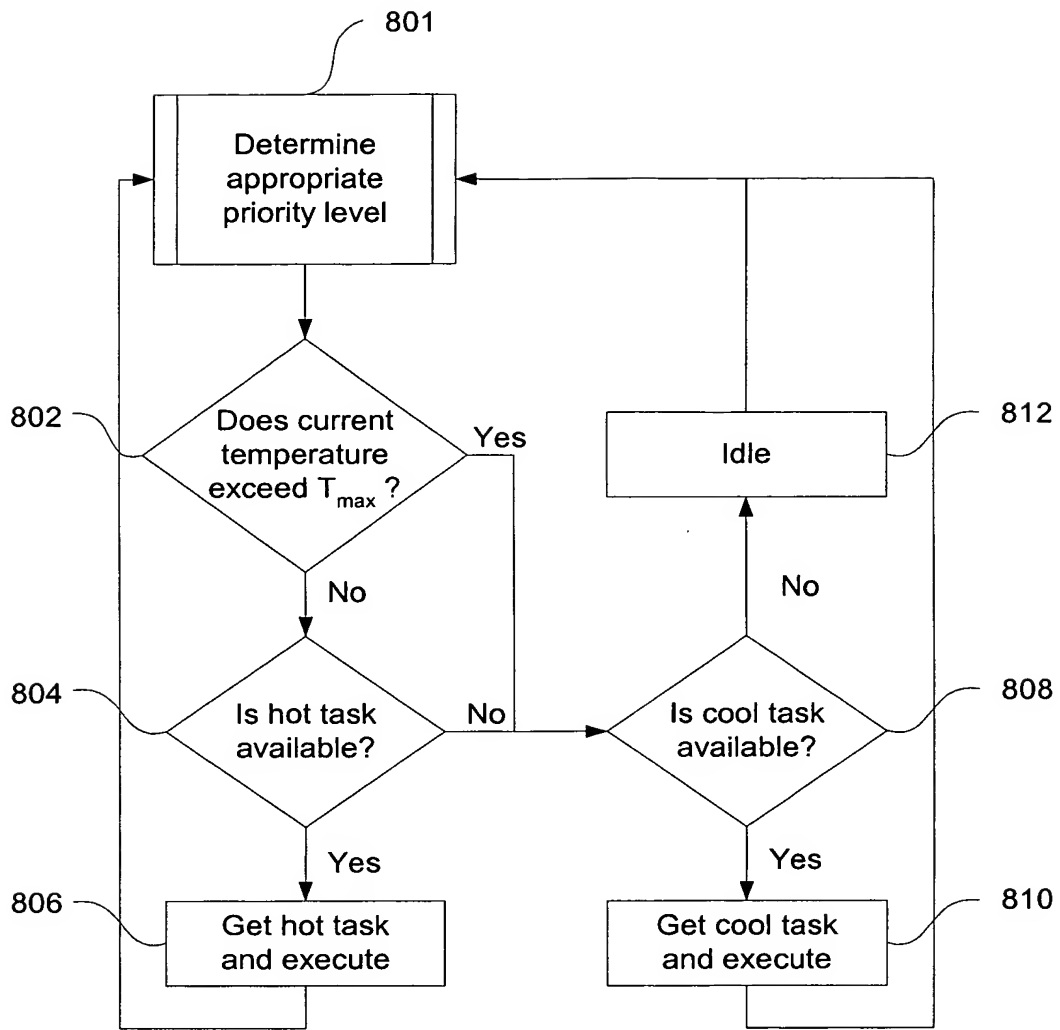 801
Determine
appropriate
priority level
802
Does current
temperature
exceed Tmax ?
Yes
No
812
Idle
No
804
Is hot task
available?
No
808
Is cool task
available?
Yes
Yes
806
Get hot task
and execute
810
Get cool task
and execute